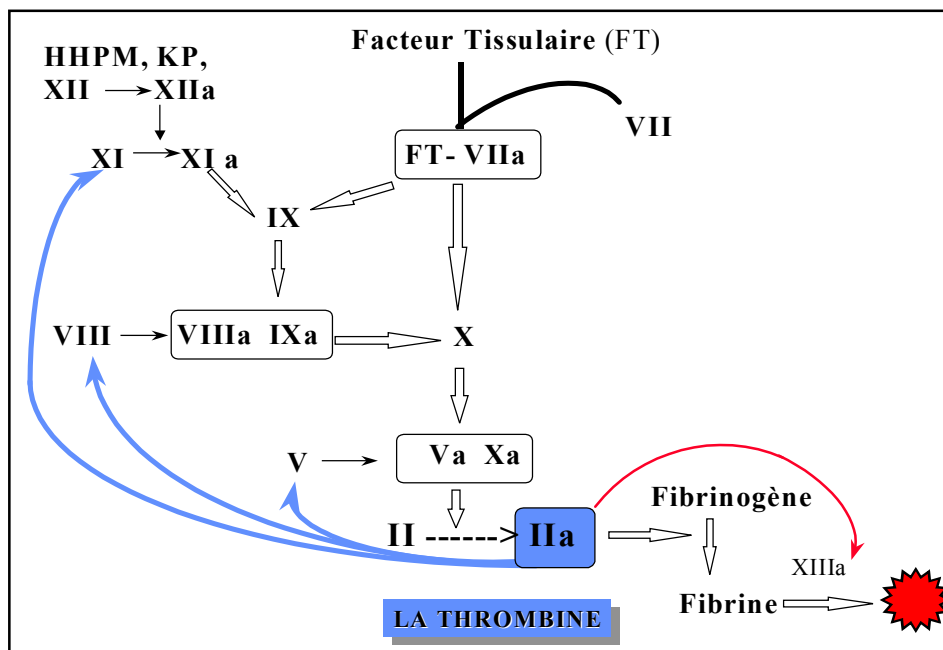 Facteur Tissulaire (FT)
HHPM, KP,
XII XIIa
VII
XI XI a
FT- VIIa
IX
VIII VIIIa IXa X
V Va Xa
Fibrinogène
II ------> IIa
XIIIa
Fibrine
LA THROMBINE